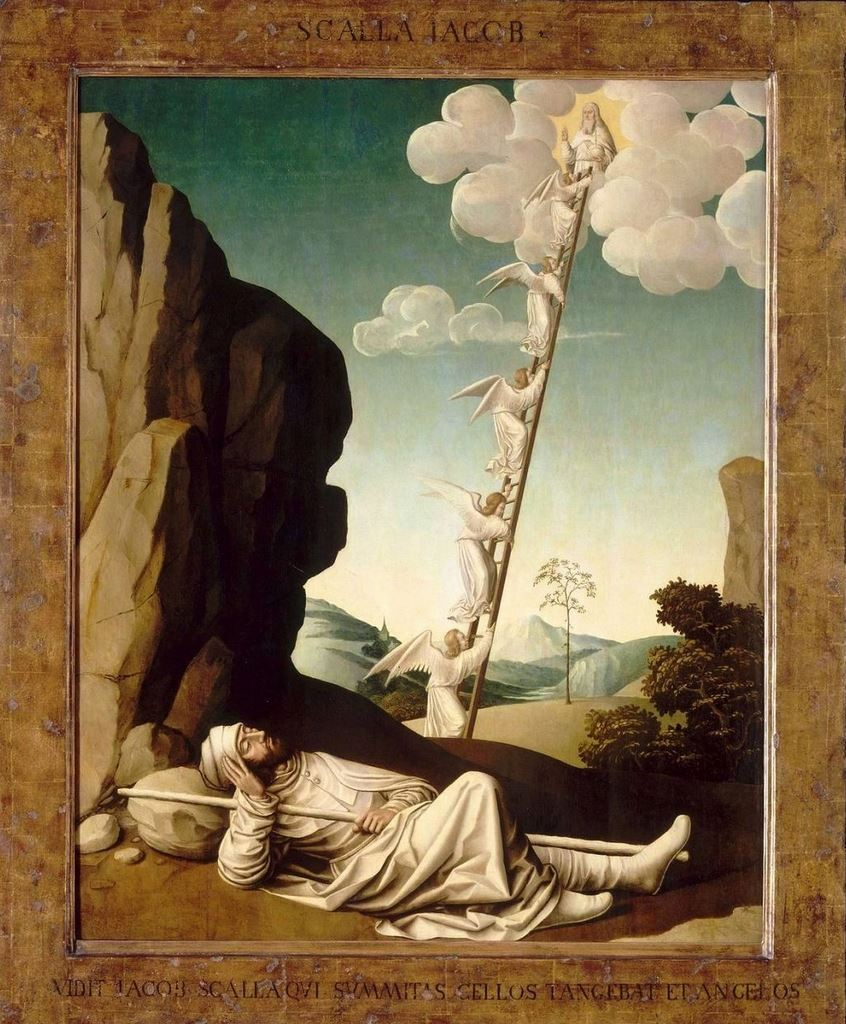 SCALLA IACOB
VIDIT IACOB SCALLA QVI SVMMITAS CELLOS TANGEBAT ET ANGELOS